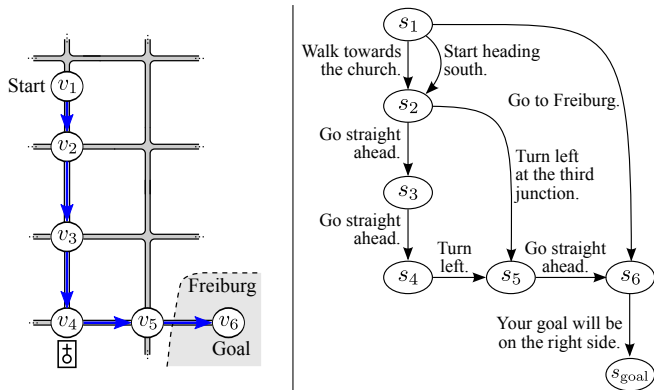 Start
v₁
v₂
v₃
v₄
v₅
v₆
Freiburg
Goal
s₁
Walk towards
the church.
Start heading
south.
s₂
Go to Freiburg.
Go straight
ahead.
Turn left
at the third
junction.
s₃
Go straight
ahead.
Turn
left.
Go straight
ahead.
s₄
s₅
s₆
Your goal will be
on the right side.
s_goal